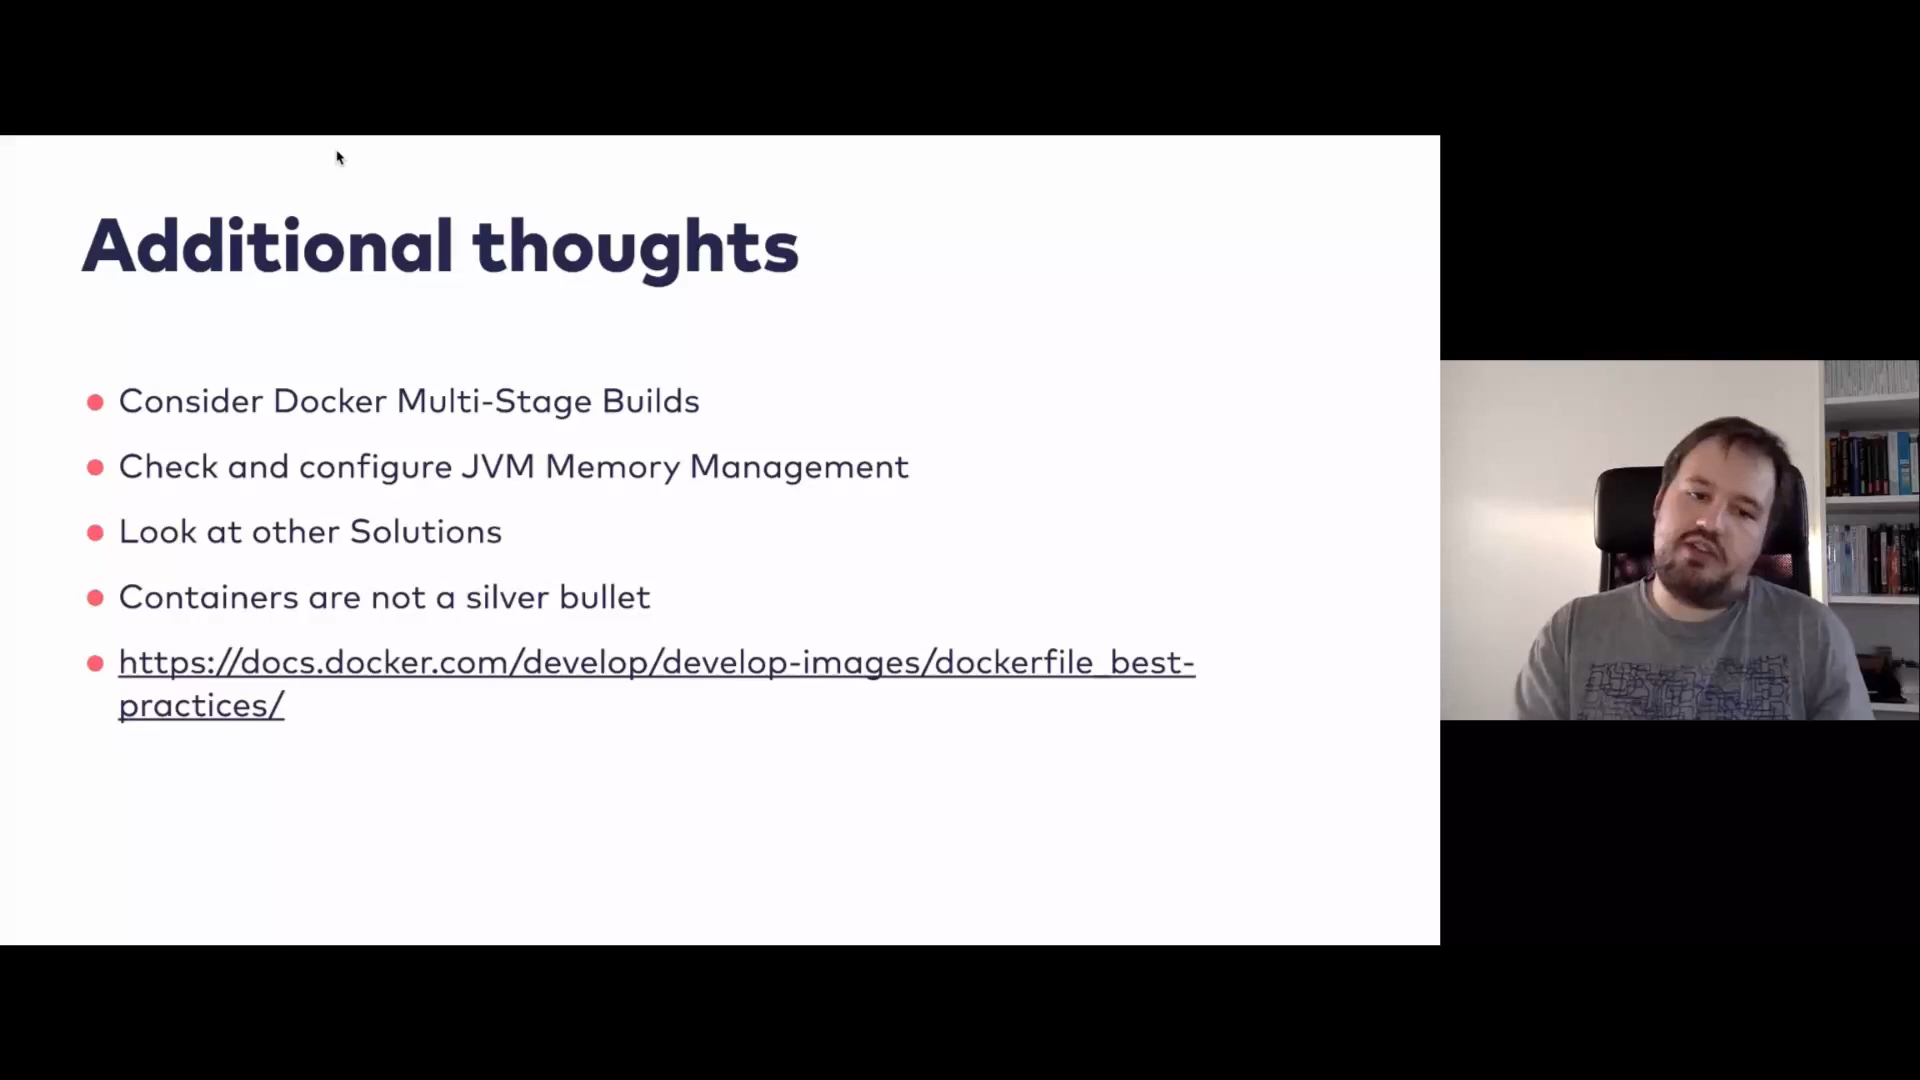 Additional thoughts
Consider Docker Multi-Stage Builds
Check and configure JVM Memory Management
Look at other Solutions
Containers are not a silver bullet
https://docs.docker.com/develop/develop-images/dockerfile_best-
practices/